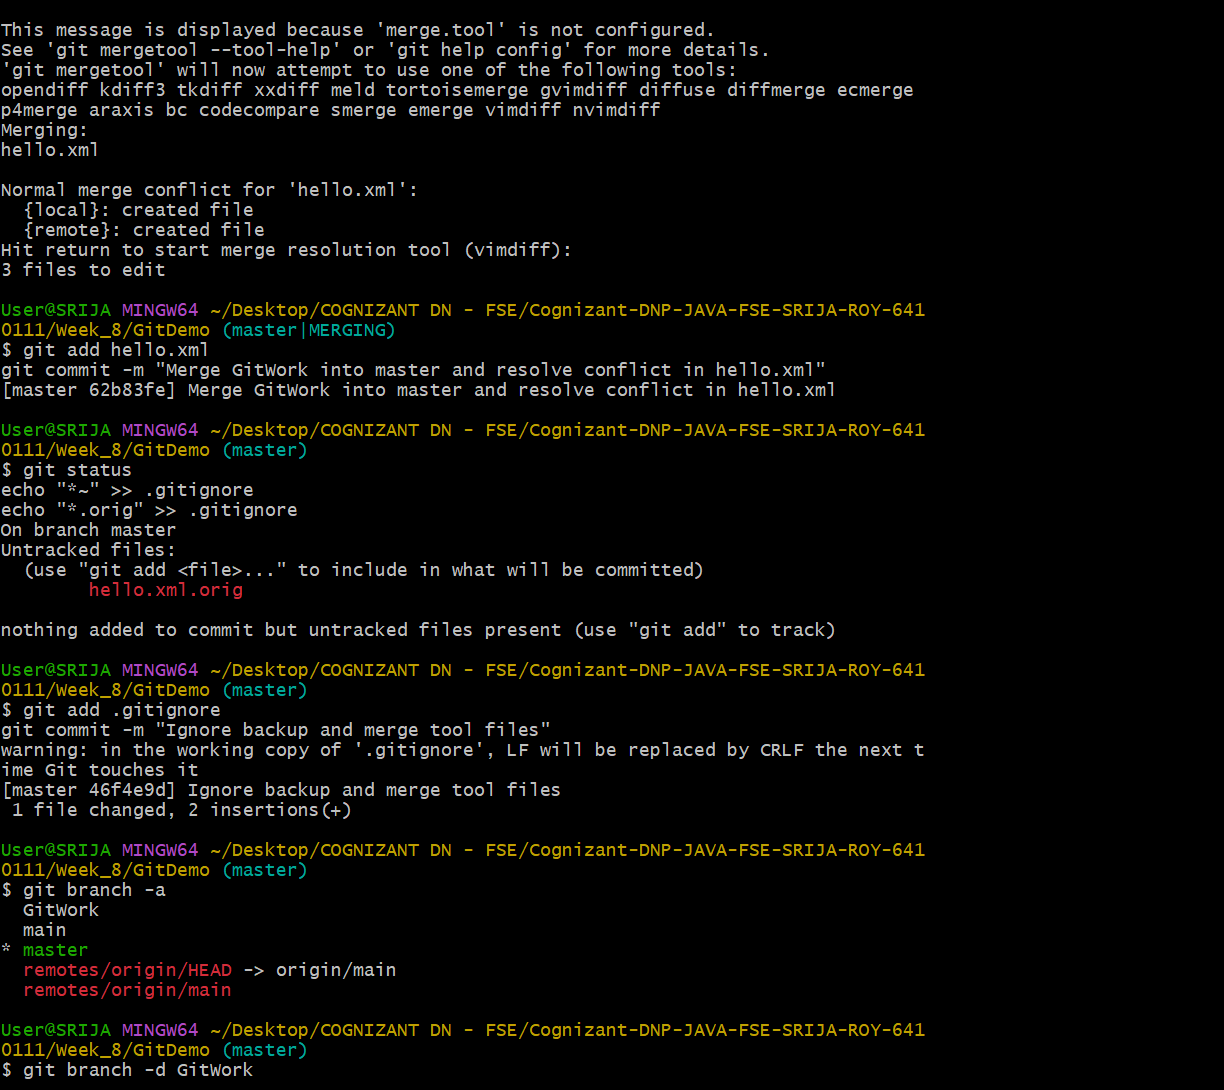 This message is displayed because 'merge.tool' is not configured.
See 'git mergetool --tool-help' or 'git help config' for more details.
'git mergetool' will now attempt to use one of the following tools:
opendiff kdiff3 tkdiff xxdiff meld tortoisemerge gvimdiff diffuse diffmerge ecmerge
p4merge araxis bc codecompare smerge emerge vimdiff nvimdiff
Merging:
hello.xml

Normal merge conflict for 'hello.xml':
  {local}: created file
  {remote}: created file
Hit return to start merge resolution tool (vimdiff):
3 files to edit

User@SRIJA MINGW64 ~/Desktop/COGNIZANT DN - FSE/Cognizant-DNP-JAVA-FSE-SRIJA-ROY-641
0111/Week_8/GitDemo (master|MERGING)
$ git add hello.xml
git commit -m "Merge GitWork into master and resolve conflict in hello.xml"
[master 62b83fe] Merge GitWork into master and resolve conflict in hello.xml

User@SRIJA MINGW64 ~/Desktop/COGNIZANT DN - FSE/Cognizant-DNP-JAVA-FSE-SRIJA-ROY-641
0111/Week_8/GitDemo (master)
$ git status
echo "*~" >> .gitignore
echo "*.orig" >> .gitignore
On branch master
Untracked files:
  (use "git add <file>..." to include in what will be committed)
        hello.xml.orig

nothing added to commit but untracked files present (use "git add" to track)

User@SRIJA MINGW64 ~/Desktop/COGNIZANT DN - FSE/Cognizant-DNP-JAVA-FSE-SRIJA-ROY-641
0111/Week_8/GitDemo (master)
$ git add .gitignore
git commit -m "Ignore backup and merge tool files"
warning: in the working copy of '.gitignore', LF will be replaced by CRLF the next t
ime Git touches it
[master 46f4e9d] Ignore backup and merge tool files
 1 file changed, 2 insertions(+)

User@SRIJA MINGW64 ~/Desktop/COGNIZANT DN - FSE/Cognizant-DNP-JAVA-FSE-SRIJA-ROY-641
0111/Week_8/GitDemo (master)
$ git branch -a
  GitWork
  main
* master
  remotes/origin/HEAD -> origin/main
  remotes/origin/main

User@SRIJA MINGW64 ~/Desktop/COGNIZANT DN - FSE/Cognizant-DNP-JAVA-FSE-SRIJA-ROY-641
0111/Week_8/GitDemo (master)
$ git branch -d GitWork